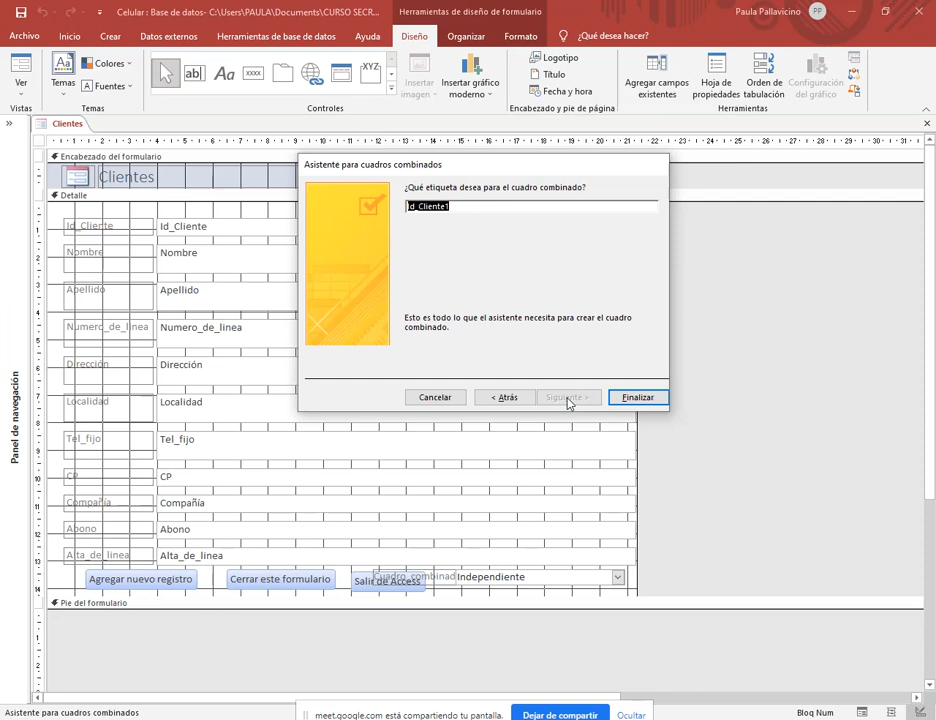 Celular : Base de datos- C:\Users\PAULA\Documents\CURSO SECR...
Herramientas de diseño de formulario
Paula Pallavicino
PP
Archivo
Inicio
Crear
Datos externos
Herramientas de base de datos
Ayuda
Diseño
Organizar
Formato
¿Qué desea hacer?
Ver
Vistas
Aa
Temas
Colores
Fuentes
Temas
ab|
Aa
xxxx
XYZ
Controles
Insertar imagen
Insertar gráfico moderno
Logotipo
Título
Fecha y hora
Encabezado y pie de página
Agregar campos existentes
Hoja de propiedades
Orden de tabulación
Configuración del gráfico
Herramientas
Clientes
Encabezado del formulario
Clientes
Detalle
Id_Cliente Id_Cliente
Nombre Nombre
Apellido Apellido
Numero_de_linea Numero_de_linea
Dirección Dirección
Localidad Localidad
Tel_fijo Tel_fijo
CP CP
Compañía Compañía
Abono Abono
Alta_de_linea Alta_de_linea
Agregar nuevo registro
Cerrar este formulario
Salir de Access
Cuadro_combinad
Independiente
Pie del formulario
Panel de navegación
Asistente para cuadros combinados
¿Qué etiqueta desea para el cuadro combinado?
Id_Cliente1
Esto es todo lo que el asistente necesita para crear el cuadro
combinado.
Cancelar
< Atrás
Siguiente >
Finalizar
meet.google.com está compartiendo tu pantalla.
Dejar de compartir
Ocultar
Asistente para cuadros combinados
Bloq Num